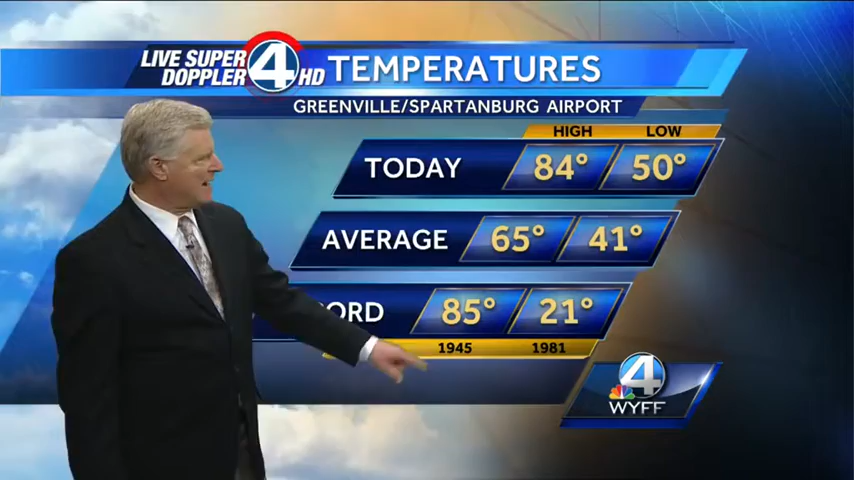 LIVE SUPER
DOPPLER 4 HD
TEMPERATURES
GREENVILLE/SPARTANBURG AIRPORT
HIGH LOW
TODAY 84° 50°
AVERAGE 65° 41°
ORD 85° 21°
1945 1981
4
WYFF